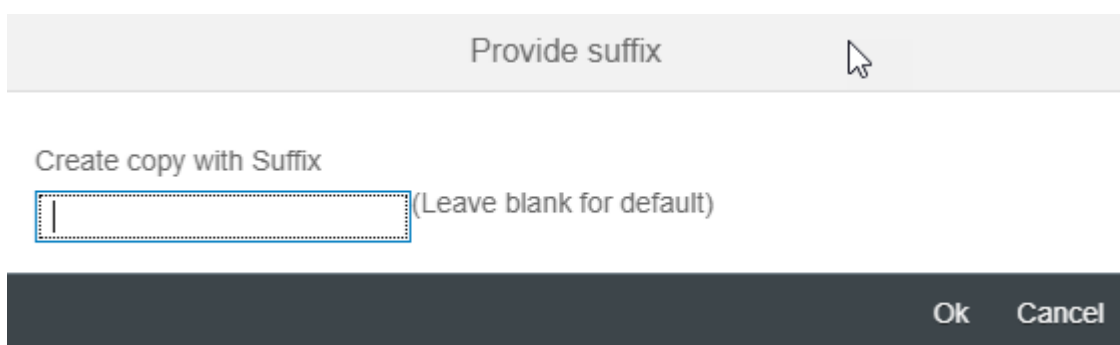 Provide suffix
Create copy with Suffix
(Leave blank for default)
Ok Cancel